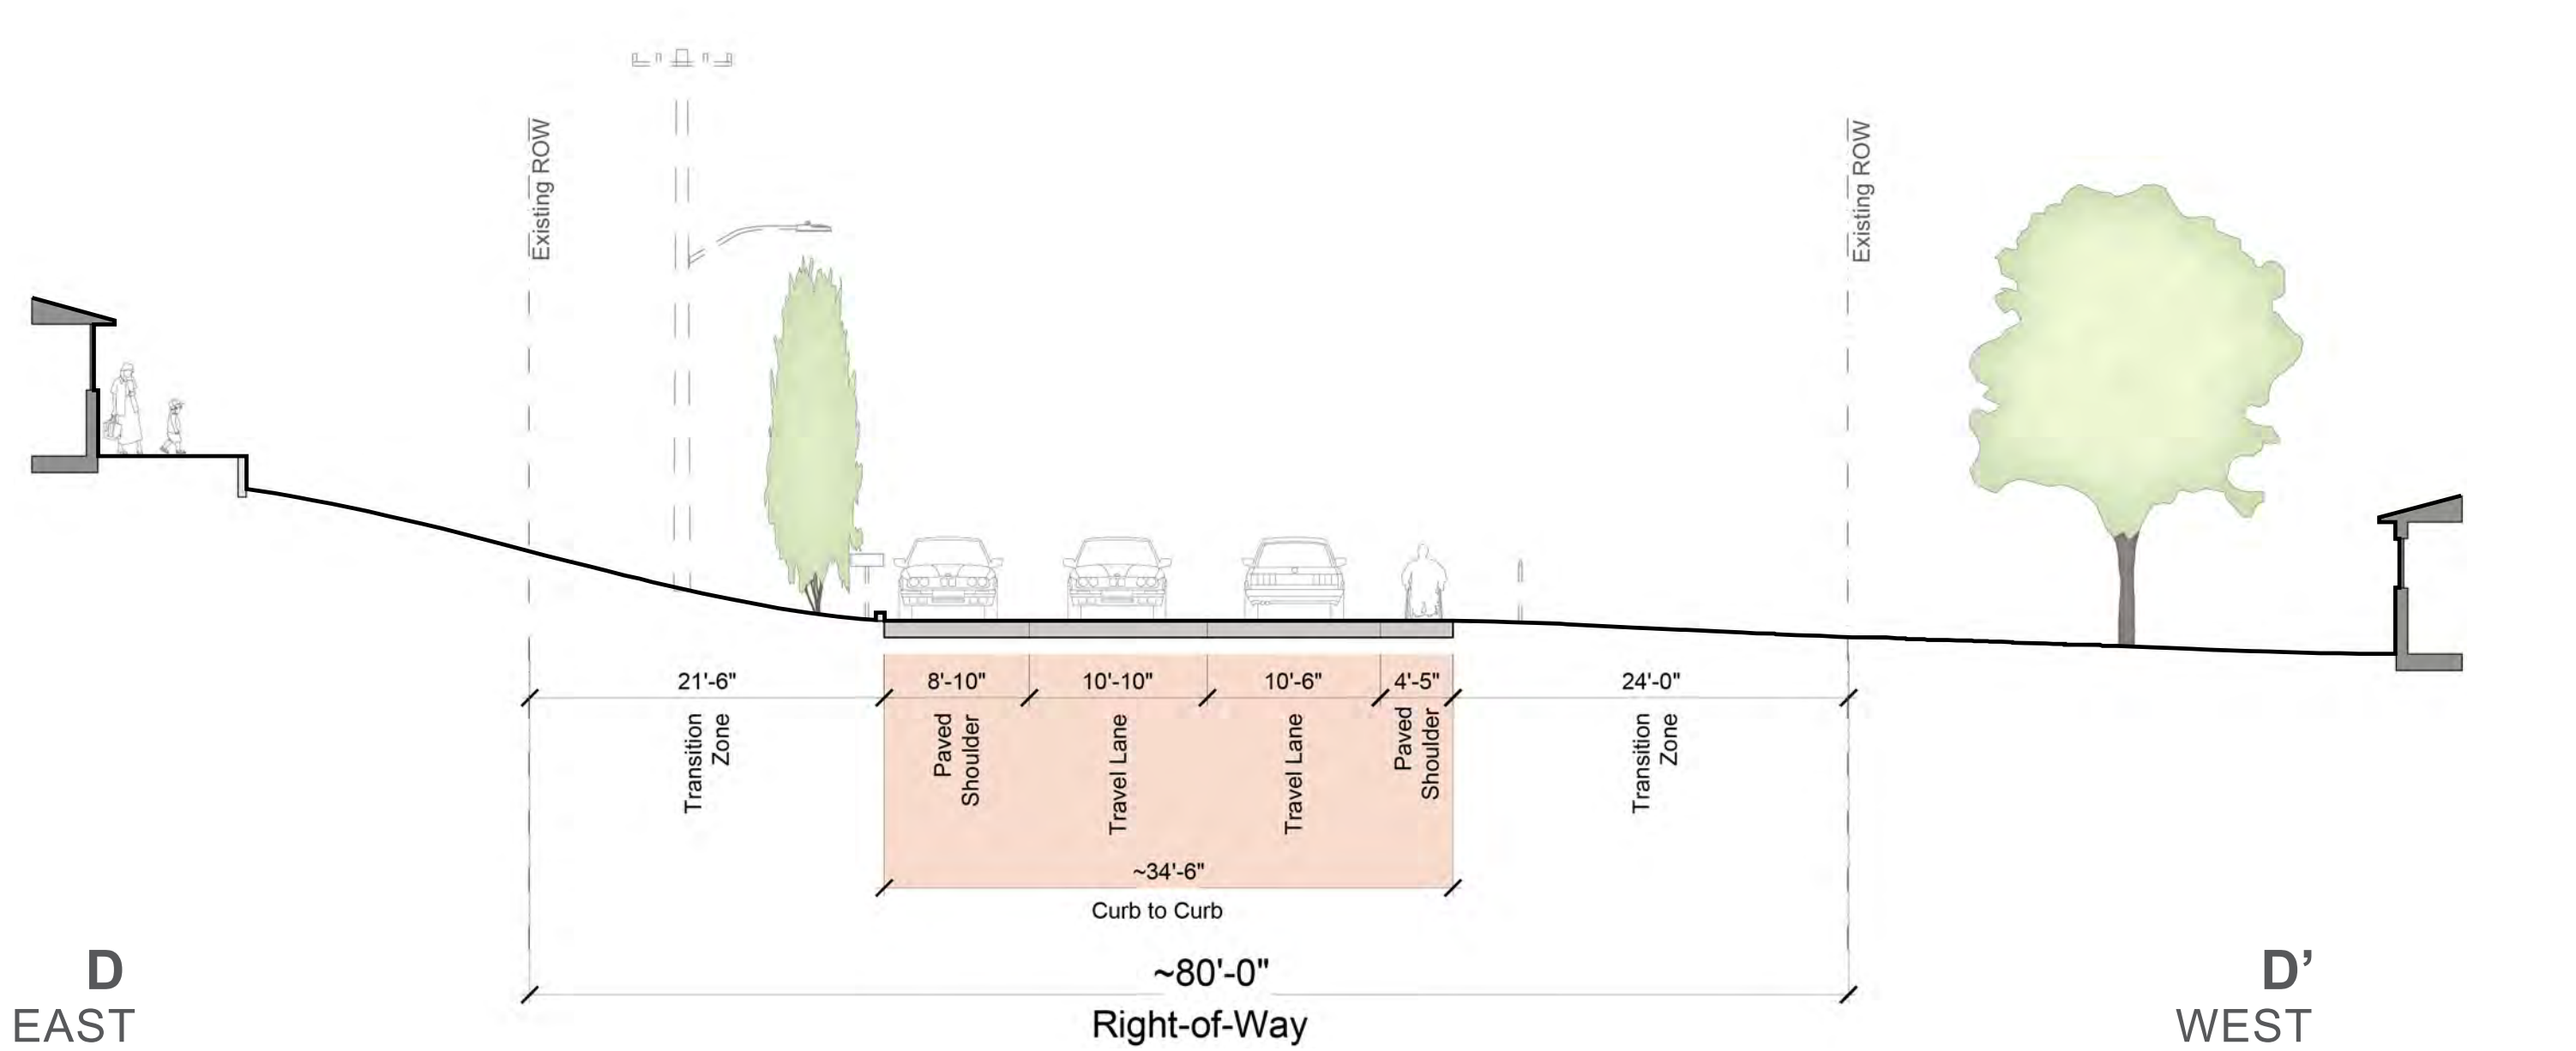 Existing ROW
Existing ROW
21'-6"
8'-10"
10'-10"
10'-6"
4'-5"
24'-0"
Transition
Zone
Paved
Shoulder
Travel Lane
Travel Lane
Paved
Shoulder
Transition
Zone
~34'-6"
Curb to Curb
~80'-0"
Right-of-Way
D
EAST
D’
WEST